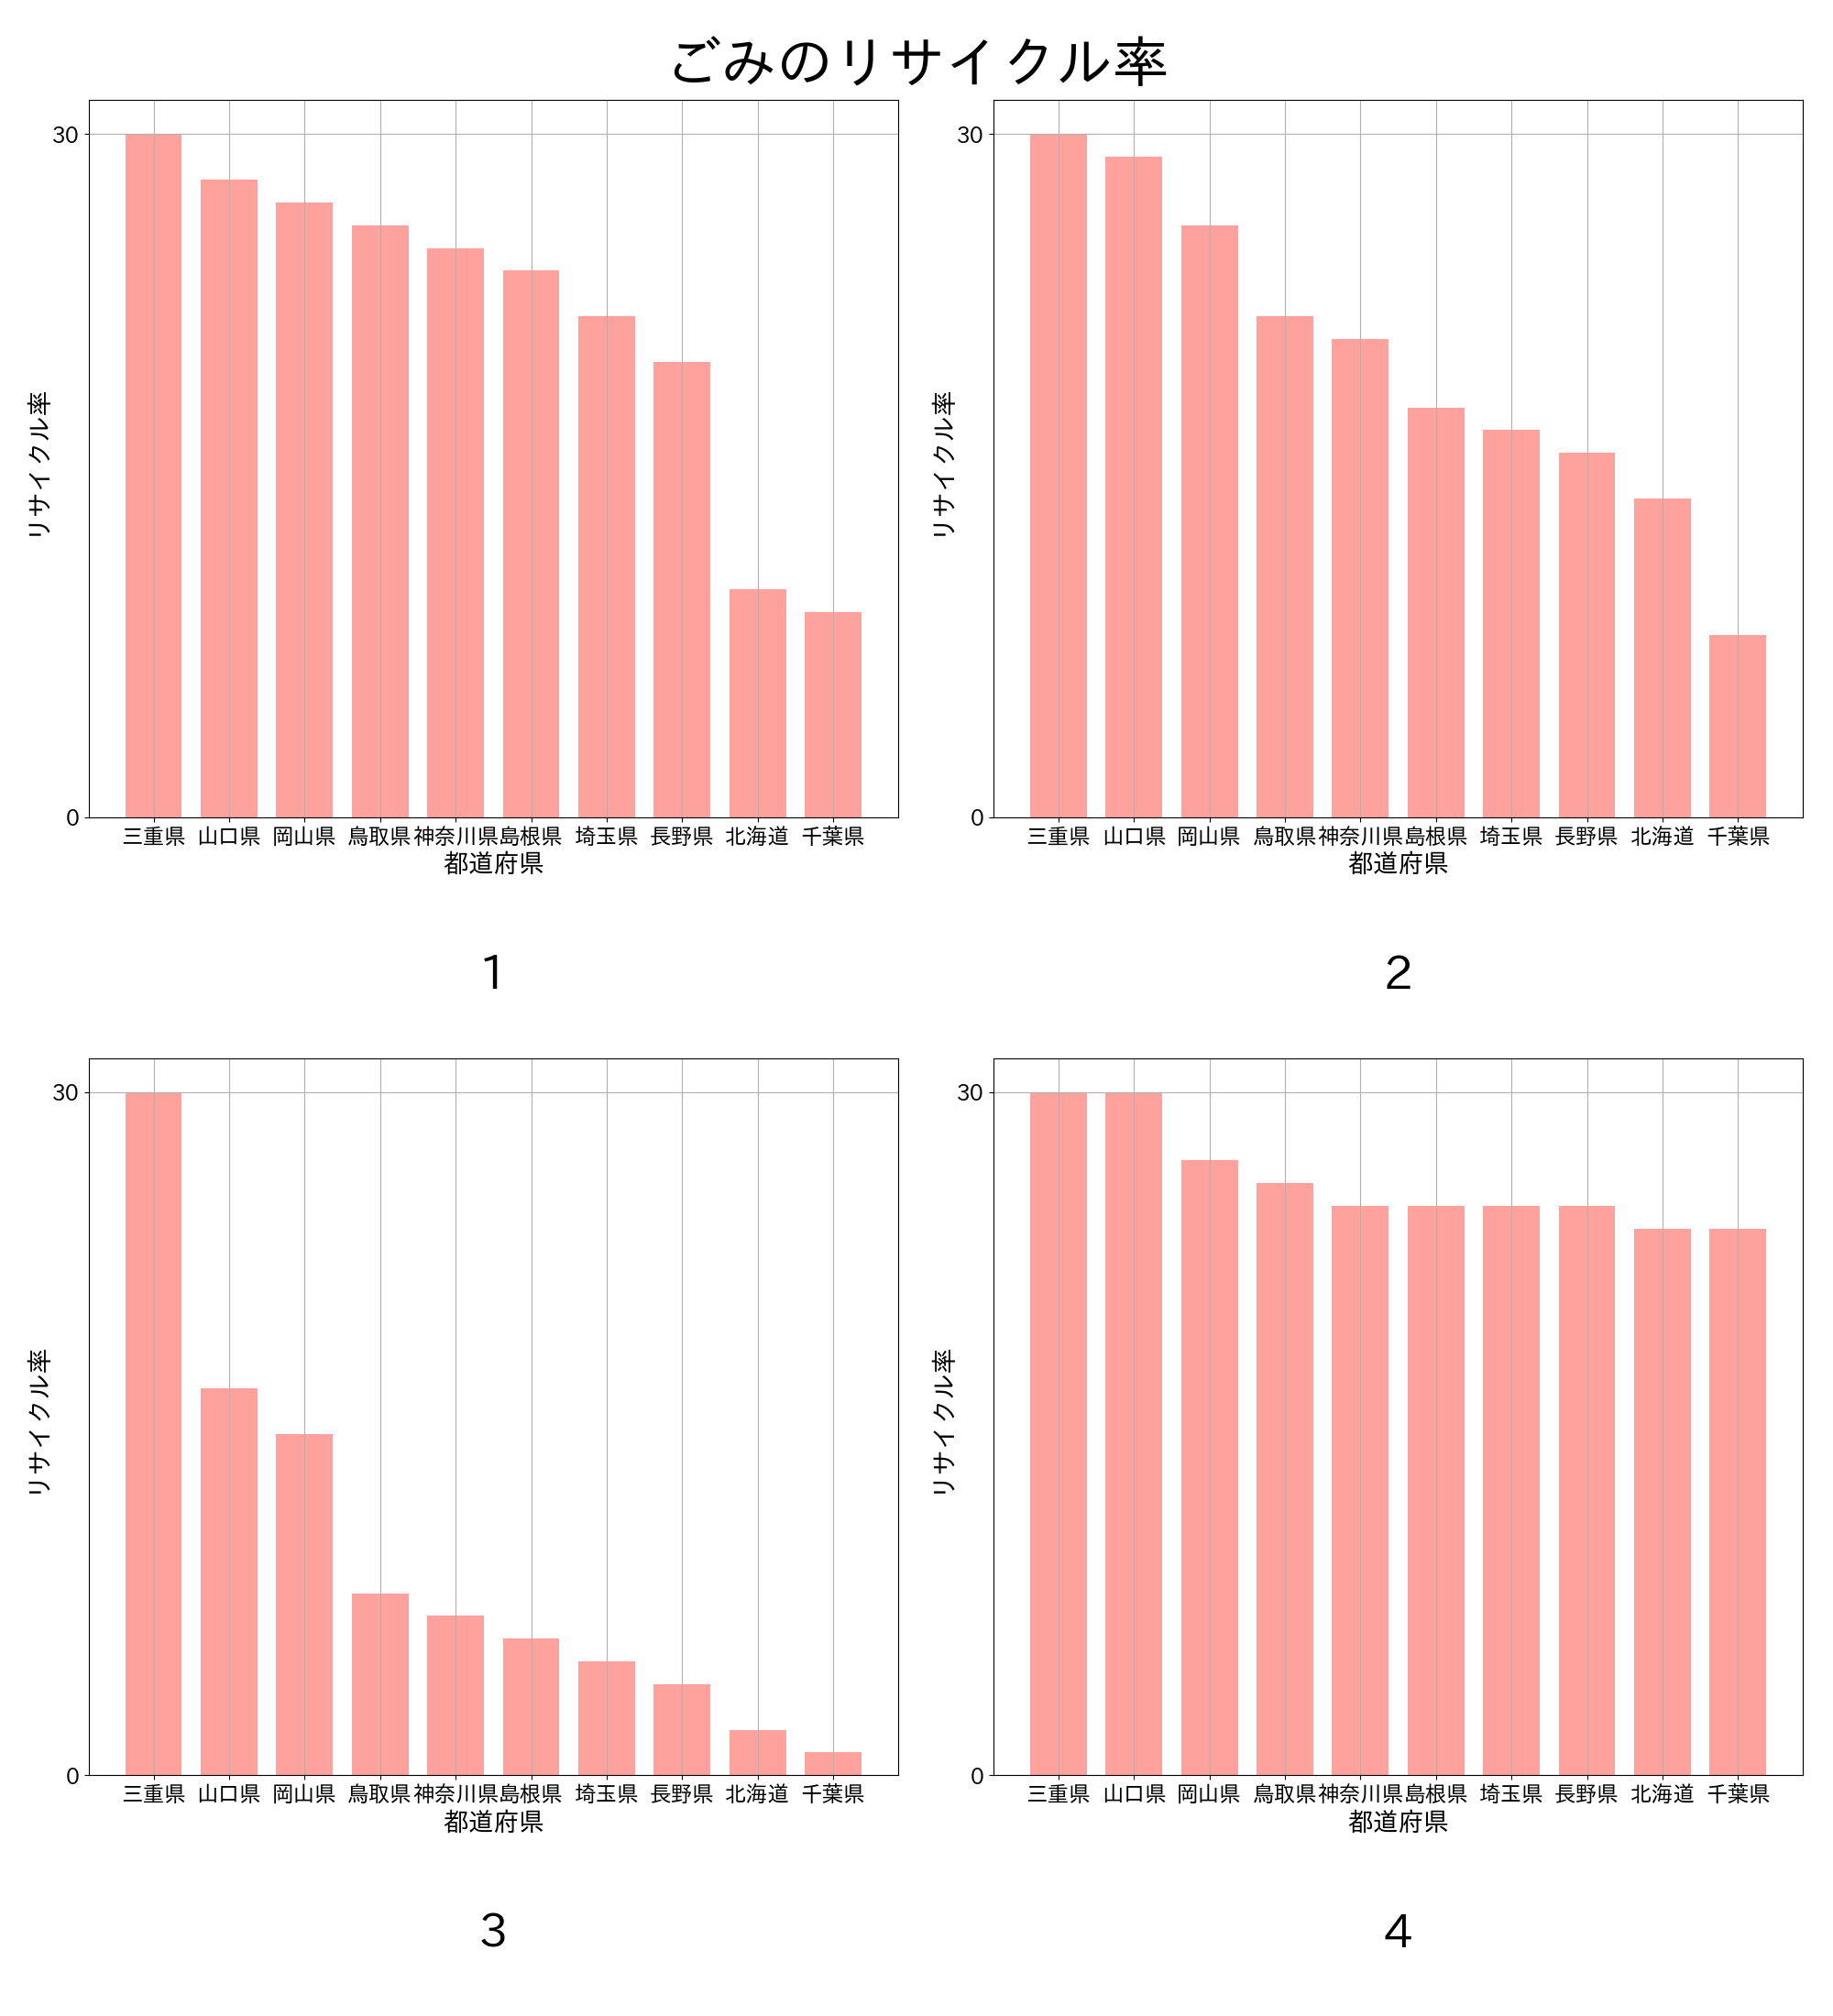 ごみのリサイクル率
30
0
リサイクル率
三重県 山口県 岡山県 鳥取県 神奈川県 島根県 埼玉県 長野県 北海道 千葉県
都道府県
1
30
0
リサイクル率
三重県 山口県 岡山県 鳥取県 神奈川県 島根県 埼玉県 長野県 北海道 千葉県
都道府県
2
30
0
リサイクル率
三重県 山口県 岡山県 鳥取県 神奈川県 島根県 埼玉県 長野県 北海道 千葉県
都道府県
3
30
0
リサイクル率
三重県 山口県 岡山県 鳥取県 神奈川県 島根県 埼玉県 長野県 北海道 千葉県
都道府県
4